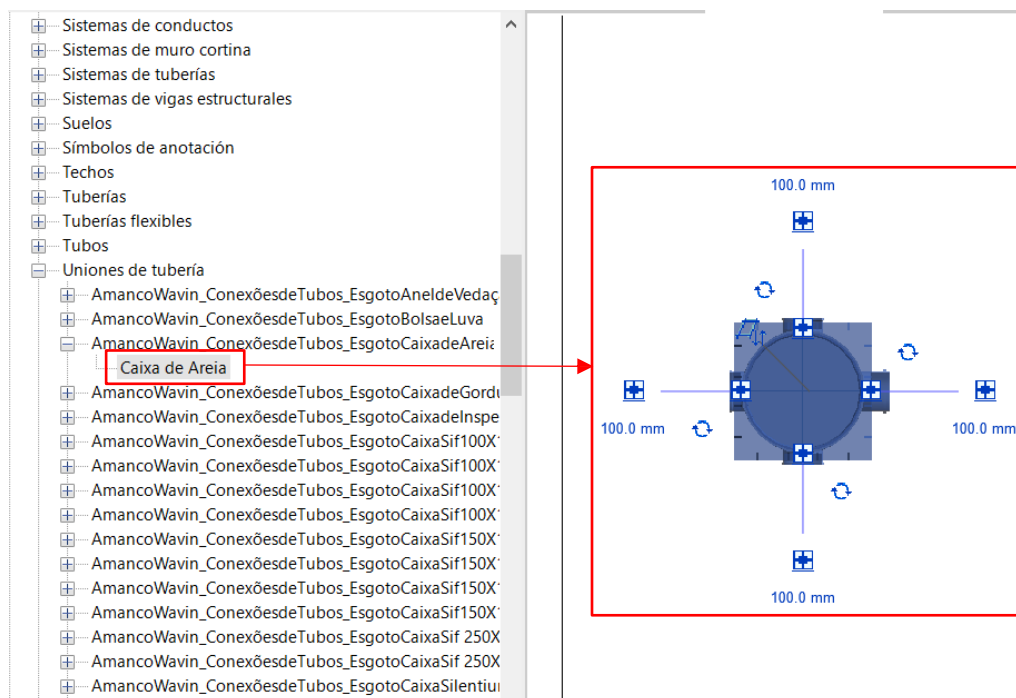 Sistemas de conductos
Sistemas de muro cortina
Sistemas de tuberías
Sistemas de vigas estructurales
Suelos
Símbolos de anotación
Techos
Tuberías
Tuberías flexibles
Tubos
Uniones de tubería
AmancoWavin_ConexõesdeTubos_EsgotoAneldeVedaç
AmancoWavin_ConexõesdeTubos_EsgotoBolsaeLuva
AmancoWavin_ConexõesdeTubos_EsgotoCaixadeAreia
Caixa de Areia
AmancoWavin_ConexõesdeTubos_EsgotoCaixadeGordu
AmancoWavin_ConexõesdeTubos_EsgotoCaixadeInspe
AmancoWavin_ConexõesdeTubos_EsgotoCaixaSif100X1
AmancoWavin_ConexõesdeTubos_EsgotoCaixaSif100X1
AmancoWavin_ConexõesdeTubos_EsgotoCaixaSif100X1
AmancoWavin_ConexõesdeTubos_EsgotoCaixaSif100X1
AmancoWavin_ConexõesdeTubos_EsgotoCaixaSif150X1
AmancoWavin_ConexõesdeTubos_EsgotoCaixaSif150X1
AmancoWavin_ConexõesdeTubos_EsgotoCaixaSif150X1
AmancoWavin_ConexõesdeTubos_EsgotoCaixaSif150X1
AmancoWavin_ConexõesdeTubos_EsgotoCaixaSif 250X
AmancoWavin_ConexõesdeTubos_EsgotoCaixaSif 250X
AmancoWavin_ConexõesdeTubos_EsgotoCaixaSilentiu
100.0 mm
100.0 mm
100.0 mm
100.0 mm